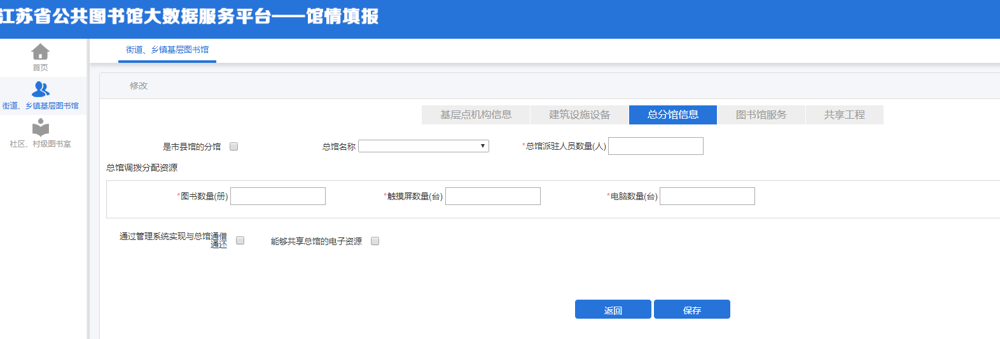 江苏省公共图书馆大数据服务平台——馆情填报
首页
街道、乡镇基层图书馆
社区、村级图书室
街道、乡镇基层图书馆
修改
基层点机构信息 建筑设施设备 总分馆信息 图书馆服务 共享工程
是市县馆的分馆 总馆名称 *总馆派驻人员数量(人)
总馆调拨分配资源
*图书数量(册) *触摸屏数量(台) *电脑数量(台)
通过管理系统实现与总馆通借
通还
能够共享总馆的电子资源
返回 保存